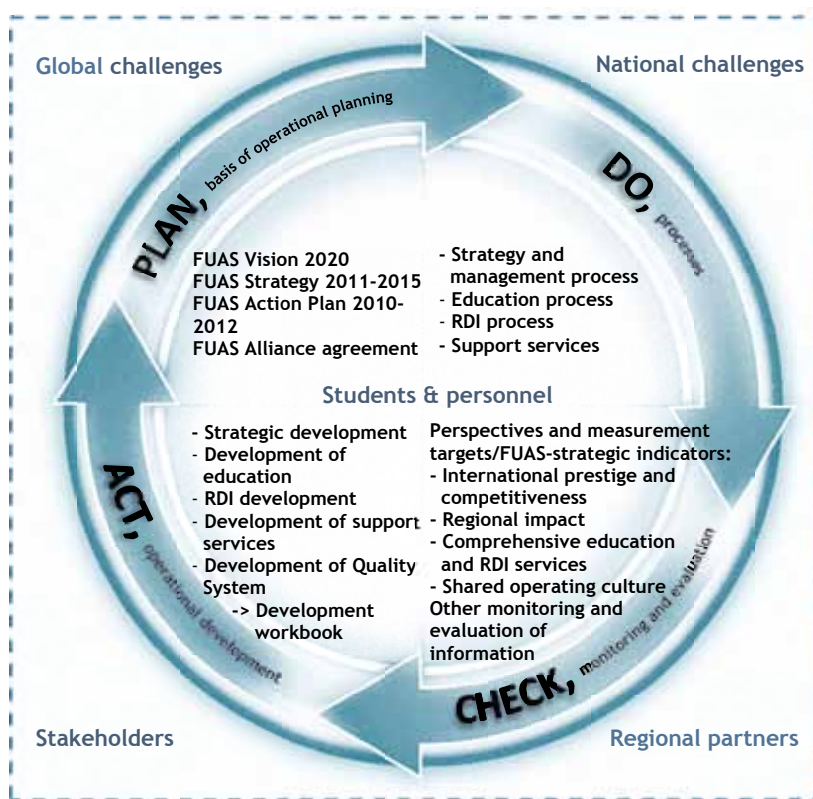 Global challenges
National challenges
PLAN, basis of operational planning
DO, processes
FUAS Vision 2020
FUAS Strategy 2011-2015
FUAS Action Plan 2010-
2012
FUAS Alliance agreement
- Strategy and
management process
- Education process
- RDI process
- Support services
Students & personnel
- Strategic development
- Development of
education
- RDI development
- Development of support
services
- Development of Quality
System
-> Development
workbook
Perspectives and measurement
targets/FUAS-strategic indicators:
- International prestige and
competitiveness
- Regional impact
- Comprehensive education
and RDI services
- Shared operating culture
Other monitoring and
evaluation of
information
ACT, operational development
CHECK, monitoring and evaluation
Stakeholders
Regional partners